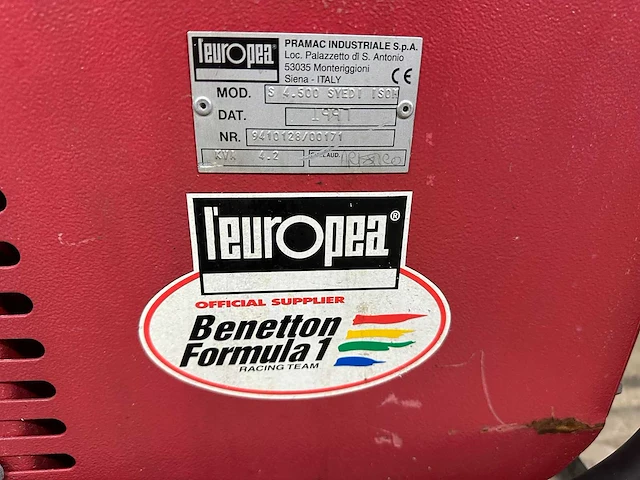 l'europea
PRAMAC INDUSTRIALE S.p.A.
Loc. Palazzetto di S. Antonio
53035 Monteriggioni
Siena - ITALY CE
MOD. S 4.500 SYEDI ISOH
DAT. 1997
NR. 9410128/00171
KVA 4.2
l'europea®
OFFICIAL SUPPLIER
Benetton
Formula 1
RACING TEAM